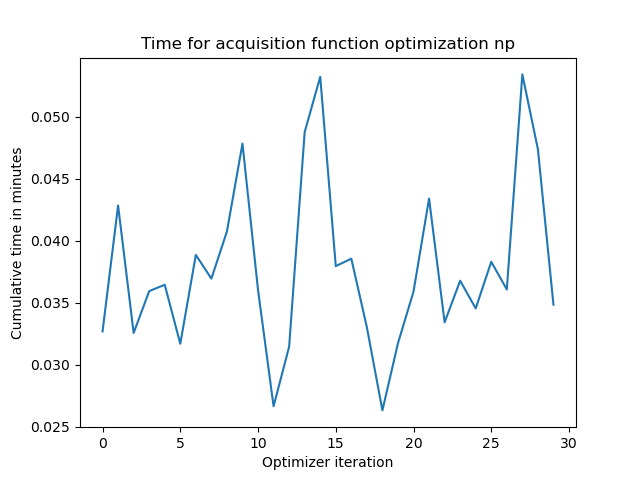 Time for acquisition function optimization np
Cumulative time in minutes
0.050
0.045
0.040
0.035
0.030
0.025
0 5 10 15 20 25 30
Optimizer iteration